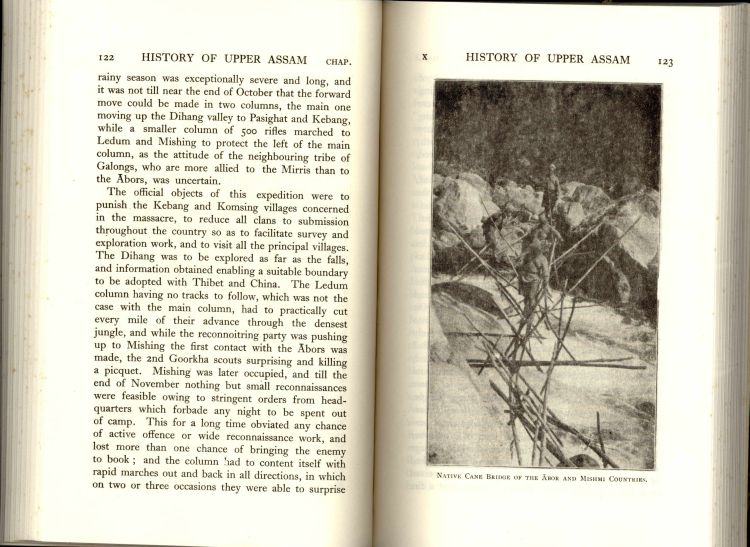 122 HISTORY OF UPPER ASSAM CHAP.
rainy season was exceptionally severe and long, and
it was not till near the end of October that the forward
move could be made in two columns, the main one
moving up the Dihang valley to Pasighat and Kebang,
while a smaller column of 500 rifles marched to
Ledum and Mishing to protect the left of the main
column, as the attitude of the neighbouring tribe of
Galongs, who are more allied to the Mirris than to
the Ābors, was uncertain.
The official objects of this expedition were to
punish the Kebang and Komsing villages concerned
in the massacre, to reduce all clans to submission
throughout the country so as to facilitate survey and
exploration work, and to visit all the principal villages.
The Dihang was to be explored as far as the falls,
and information obtained enabling a suitable boundary
to be adopted with Thibet and China. The Ledum
column having no tracks to follow, which was not the
case with the main column, had to practically cut
every mile of their advance through the densest
jungle, and while the reconnoitring party was pushing
up to Mishing the first contact with the Ābors was
made, the 2nd Goorkha scouts surprising and killing
a picquet. Mishing was later occupied, and till the
end of November nothing but small reconnaissances
were feasible owing to stringent orders from head-
quarters which forbade any night to be spent out
of camp. This for a long time obviated any chance
of active offence or wide reconnaissance work, and
lost more than one chance of bringing the enemy
to book; and the column had to content itself with
rapid marches out and back in all directions, in which
on two or three occasions they were able to surprise
X HISTORY OF UPPER ASSAM 123
NATIVE CANE BRIDGE OF THE ĀBOR AND MISHMI COUNTRIES.